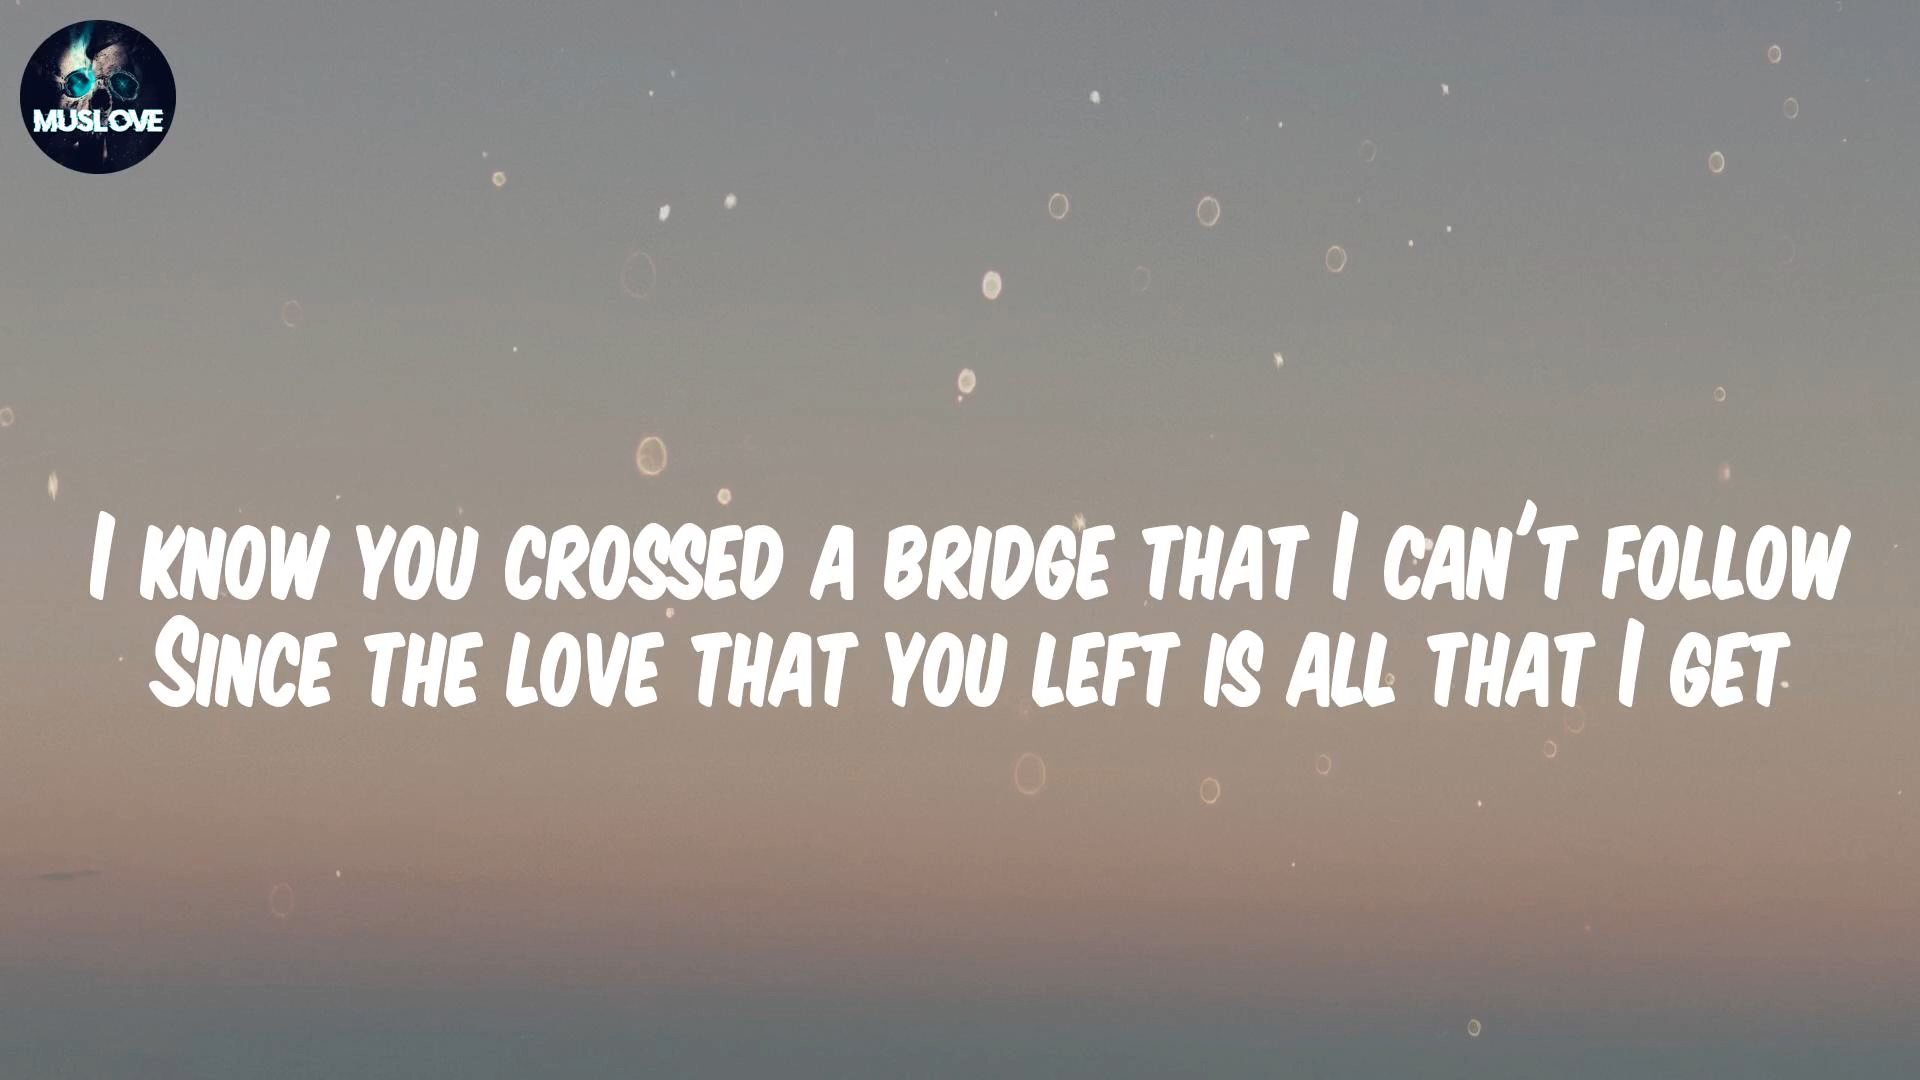 MUSLOVE
I KNOW YOU CROSSED A BRIDGE THAT I CAN'T FOLLOW
SINCE THE LOVE THAT YOU LEFT IS ALL THAT I GET